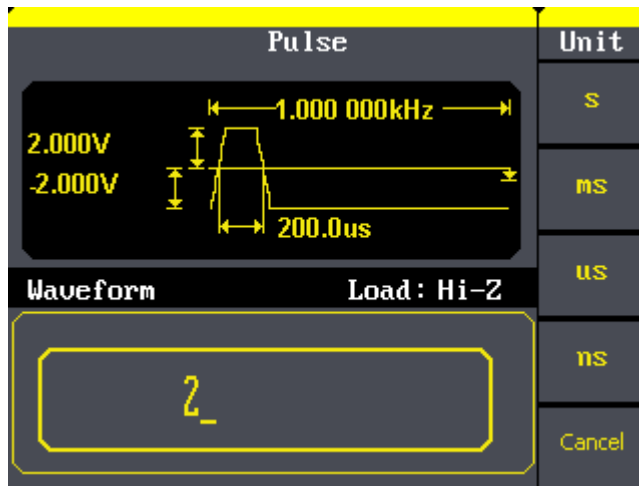 Pulse
Unit
1.000 000kHz
s
2.000V
-2.000V
ms
200.0us
us
Waveform
Load: Hi-Z
ns
2_
Cancel